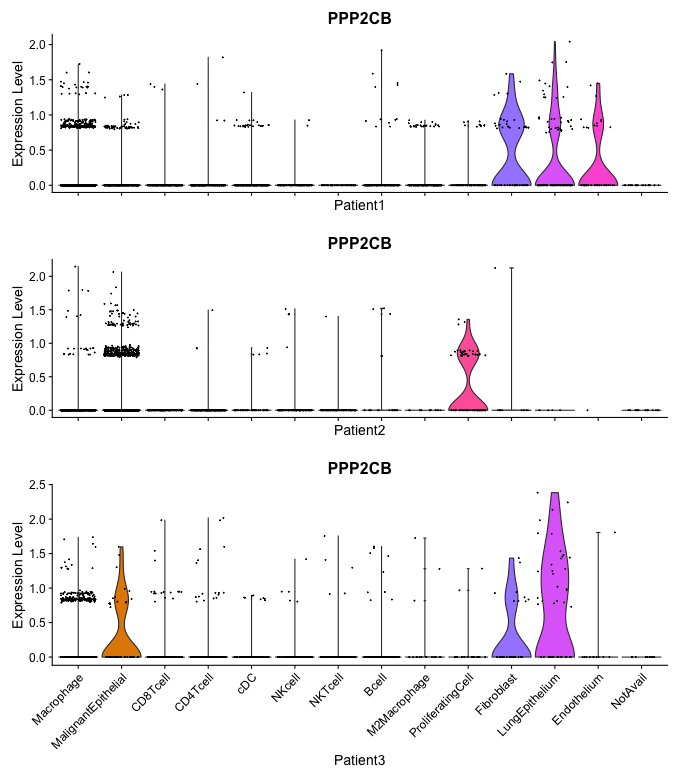 PPP2CB
Expression Level
2.0
1.5
1.0
0.5
0.0
Patient1
PPP2CB
Expression Level
2.0
1.5
1.0
0.5
0.0
Patient2
PPP2CB
Expression Level
2.5
2.0
1.5
1.0
0.5
0.0
Macrophage
MalignantEpithelial
CD8Tcell
CD4Tcell
cDC
NKcell
NKTcell
Bcell
M2Macrophage
ProliferatingCell
Fibroblast
LungEpithelium
Endothelium
NotAvail
Patient3